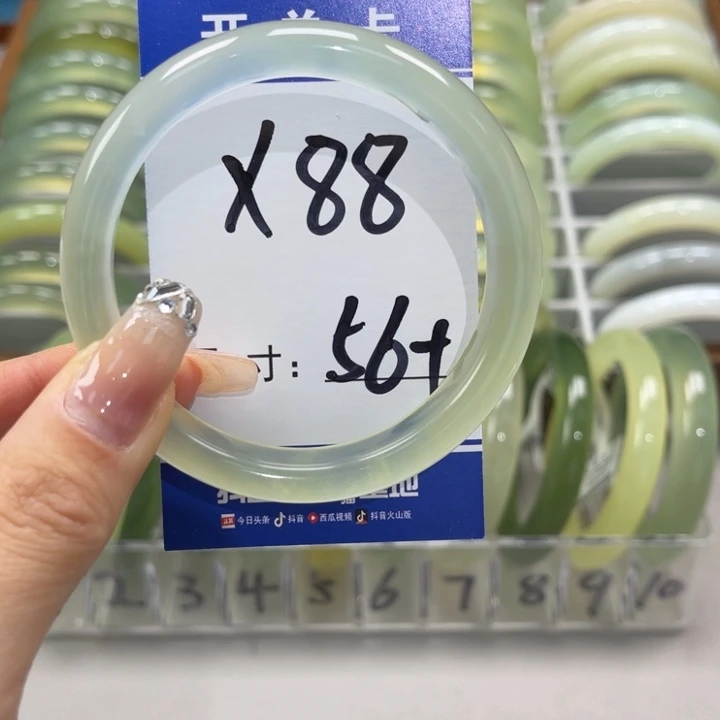 X88
寸：56+
今日头条 抖音 西瓜视频 抖音火山版
2 3 4 5 6 7 8 9 10